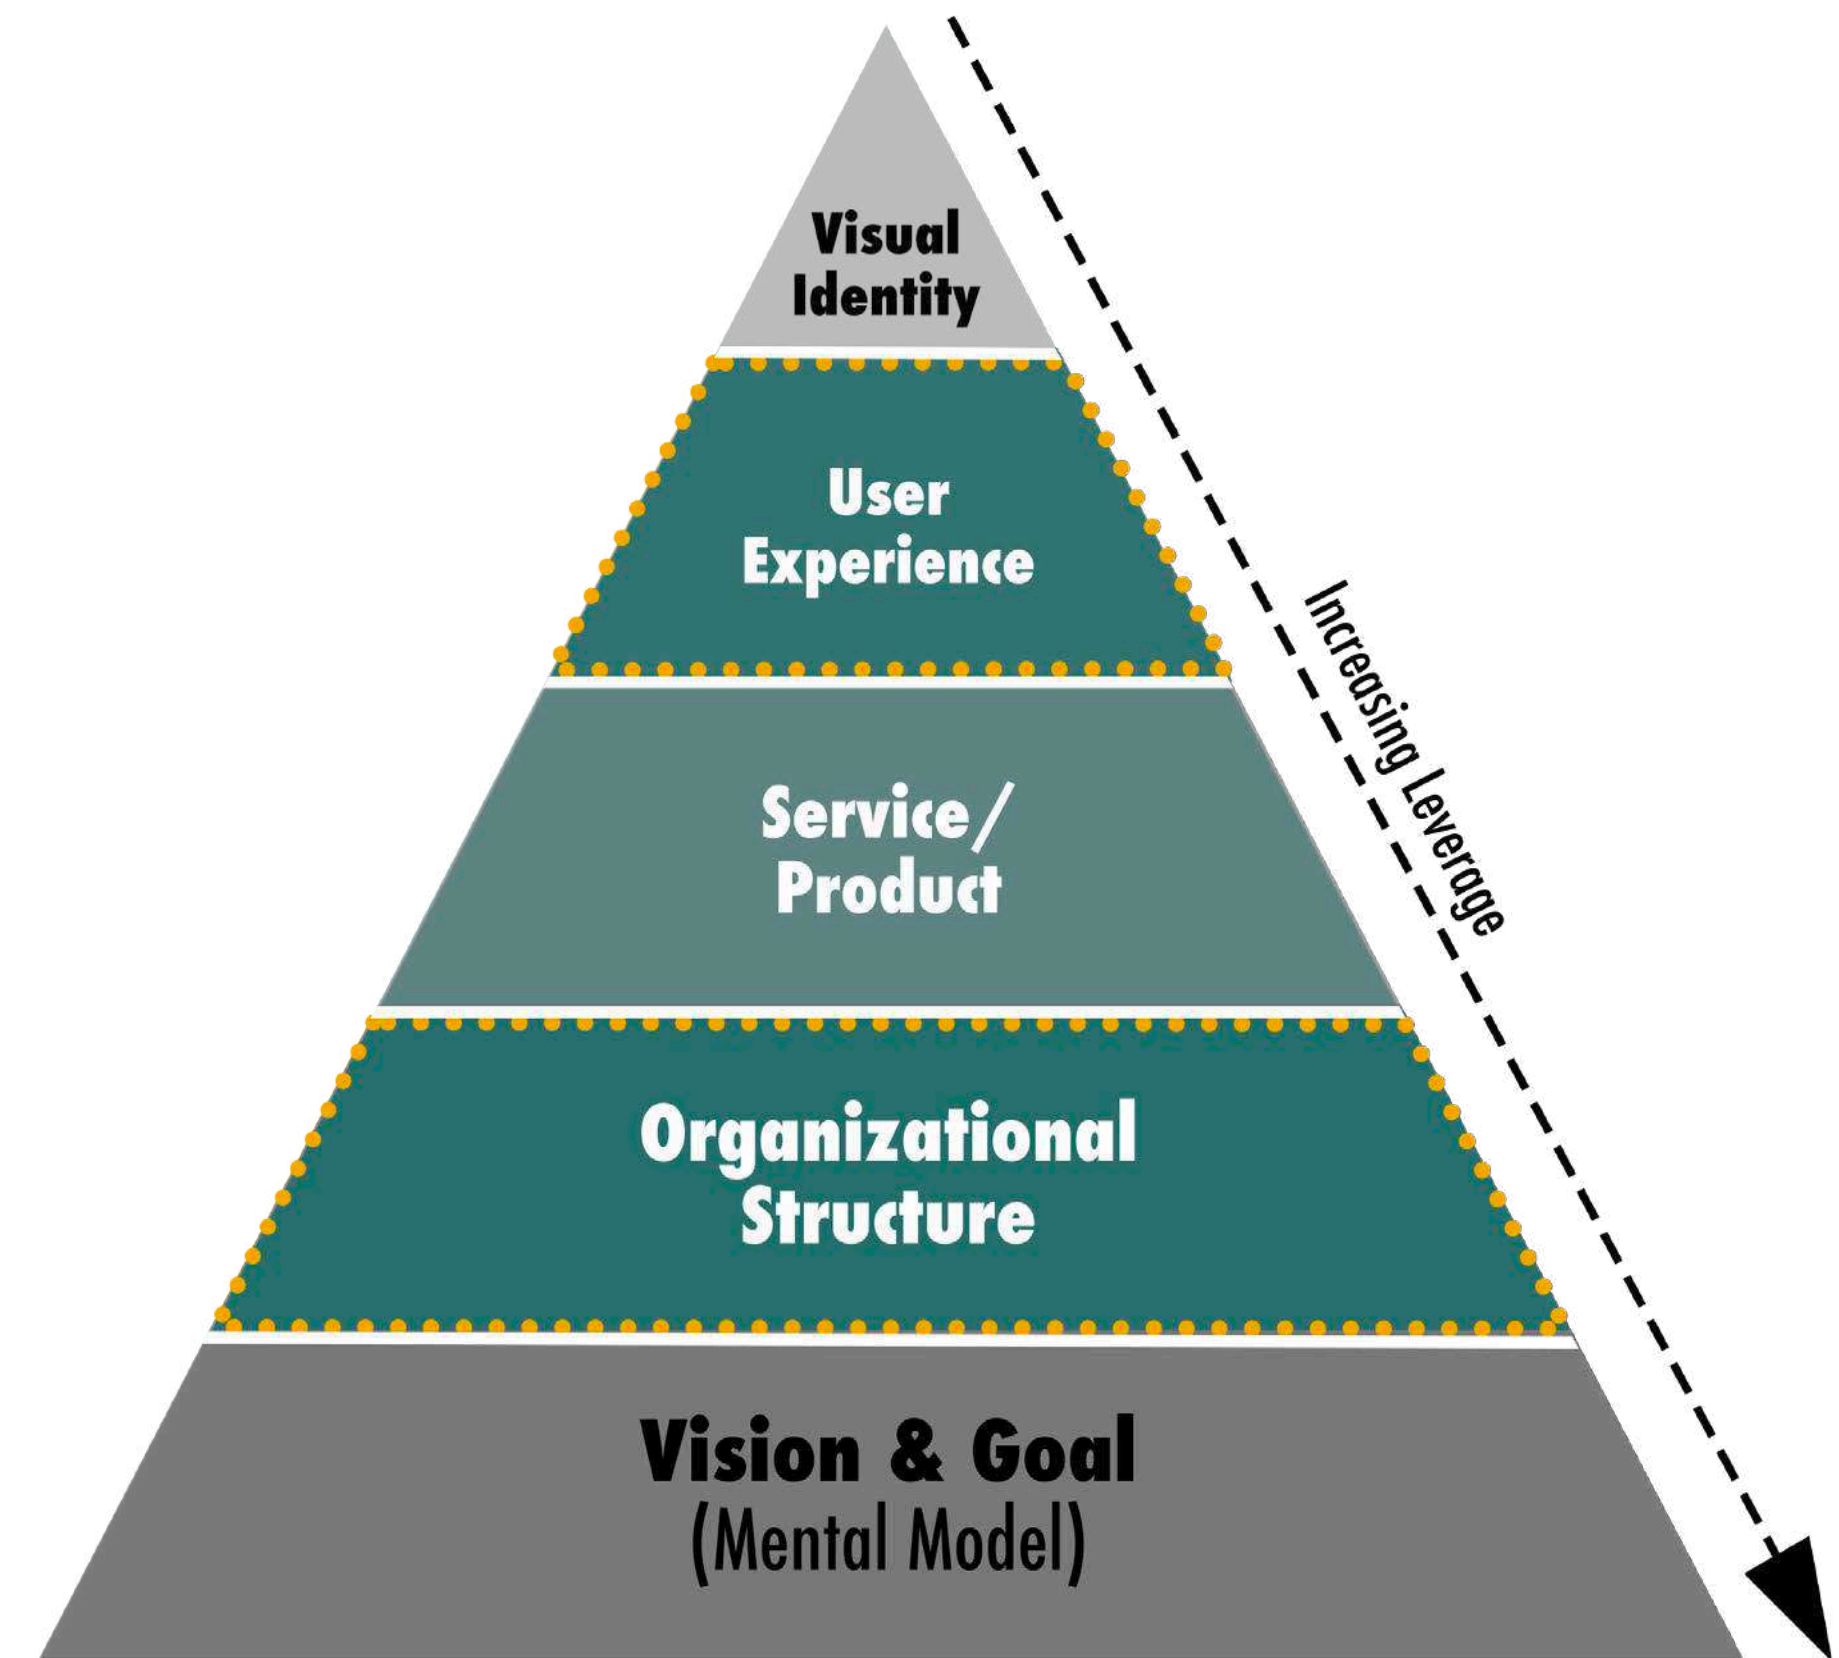 Visual
Identity
User
Experience
Service/
Product
Increasing Leverage
Organizational
Structure
Vision & Goal
(Mental Model)